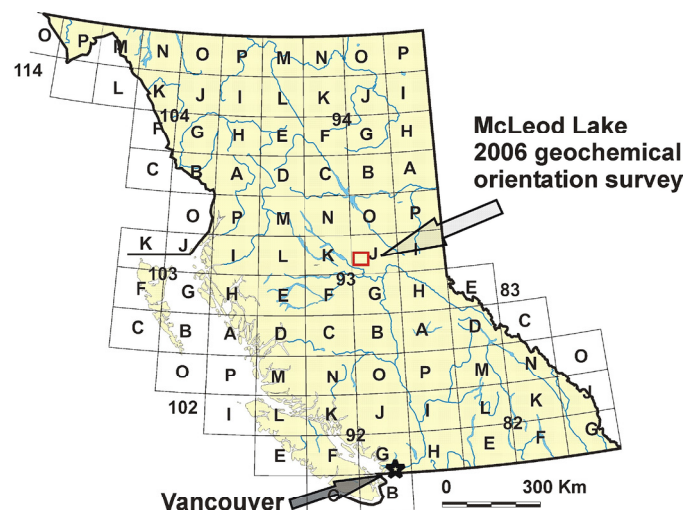 O P M N O P M N O P
114 L K J I L K J I
104 94
F G H E F G H
McLeod Lake
2006 geochemical
orientation survey
C B A D C B A
O P M N O P
K J I L K J I
103 93
F G H E F G H E 83
C B A D C B A D C
O P M N O P M N O
102 I L K J I L K J
92 82
E F G H E F G
Vancouver C B
0 300 Km